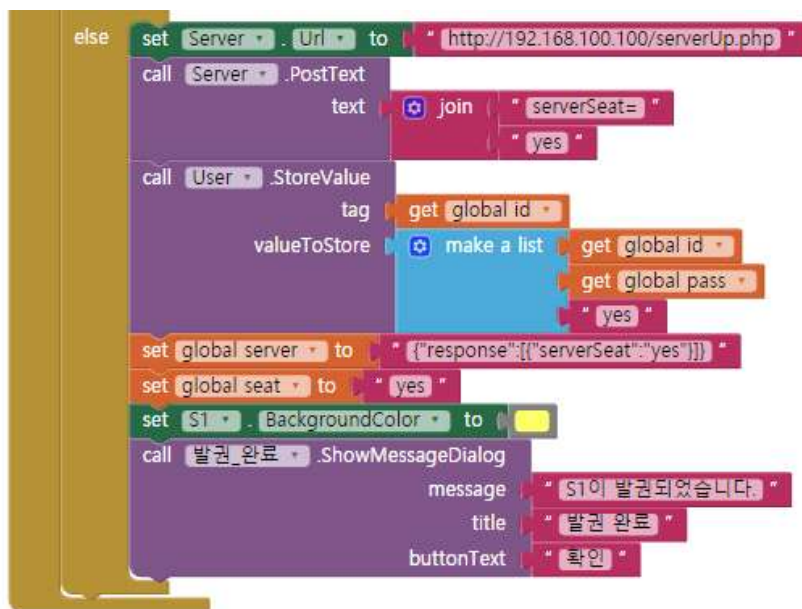 else set Server . Url to " http://192.168.100.100/serverUp.php "
call Server .PostText
text join " serverSeat= "
" yes "
call User .StoreValue
tag get global id
valueToStore make a list get global id
get global pass
" yes "
set global server to " {"response":[{"serverSeat":"yes"}]} "
set global seat to " yes "
set S1 . BackgroundColor to
call 발권_완료 .ShowMessageDialog
message " S1이 발권되었습니다. "
title " 발권 완료 "
buttonText " 확인 "